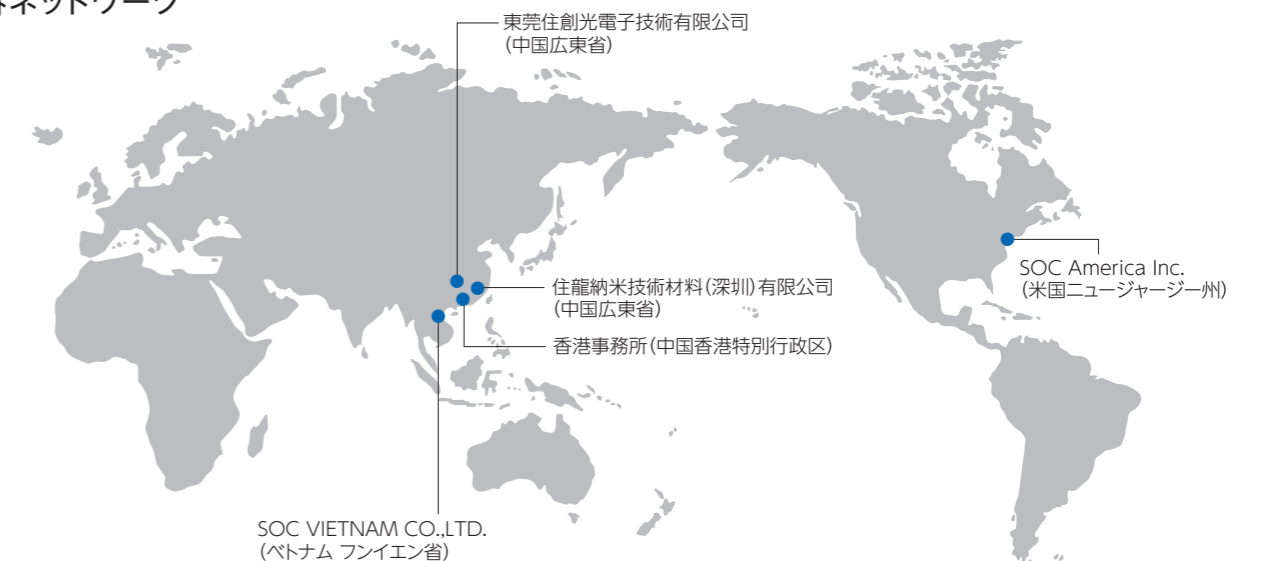 ネットワーク
東莞住創光電子技術有限公司
（中国広東省）
住龍納米技術材料（深圳）有限公司
（中国広東省）
香港事務所（中国香港特別行政区）
SOC America Inc.
（米国ニュージャージー州）
SOC VIETNAM CO.,LTD.
（ベトナム フンイエン省）